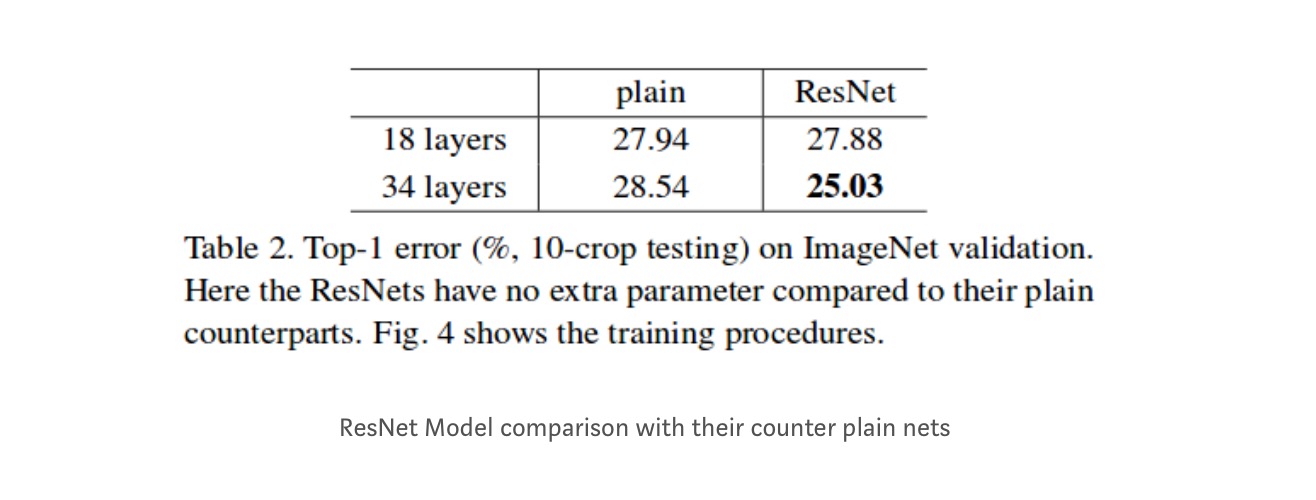 plain ResNet
18 layers 27.94 27.88
34 layers 28.54 25.03
Table 2. Top-1 error (%, 10-crop testing) on ImageNet validation.
Here the ResNets have no extra parameter compared to their plain
counterparts. Fig. 4 shows the training procedures.
ResNet Model comparison with their counter plain nets